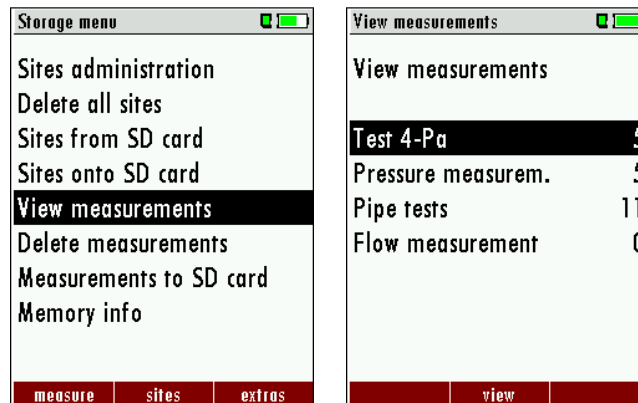 Storage menu
Sites administration
Delete all sites
Sites from SD card
Sites onto SD card
View measurements
Delete measurements
Measurements to SD card
Memory info
measure sites extras
View measurements
View measurements
Test 4-Pa
Pressure measurem.
Pipe tests 11
Flow measurement
view